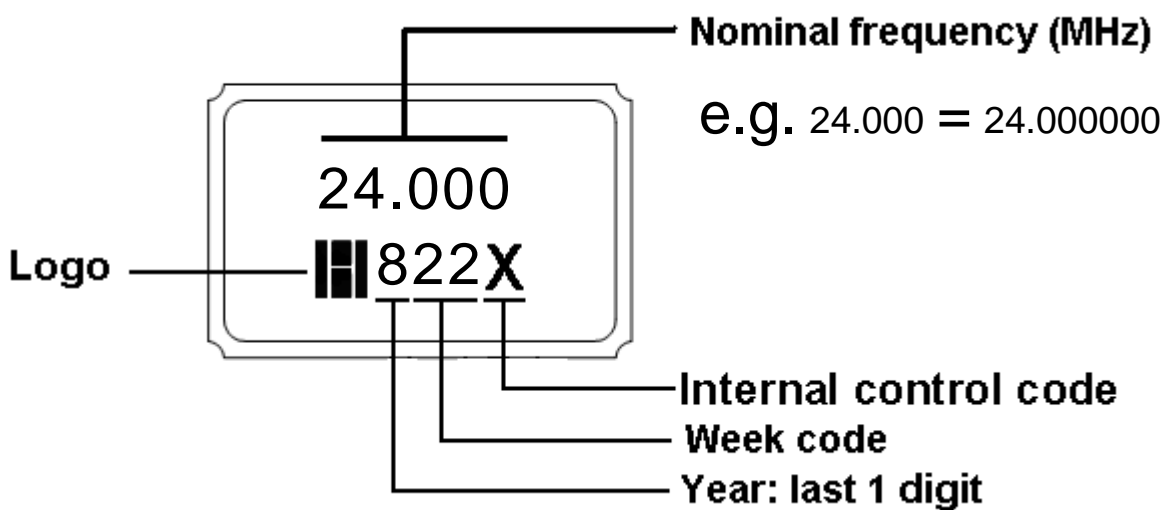 Nominal frequency (MHz)
e.g. 24.000 = 24.000000
24.000
Logo
822X
Internal control code
Week code
Year: last 1 digit